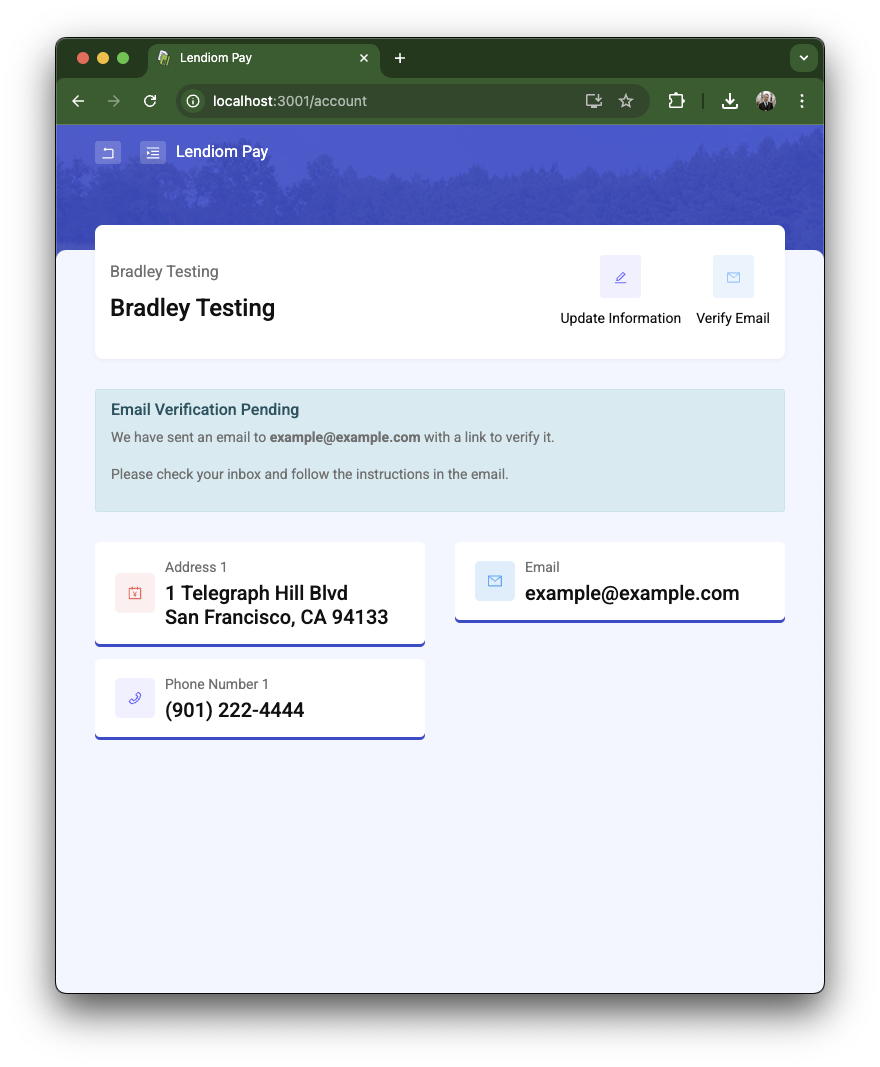 Lendiom Pay
localhost:3001/account
Lendiom Pay
Bradley Testing
Bradley Testing
Update Information
Verify Email
Email Verification Pending
We have sent an email to example@example.com with a link to verify it.
Please check your inbox and follow the instructions in the email.
Address 1
1 Telegraph Hill Blvd
San Francisco, CA 94133
Email
example@example.com
Phone Number 1
(901) 222-4444